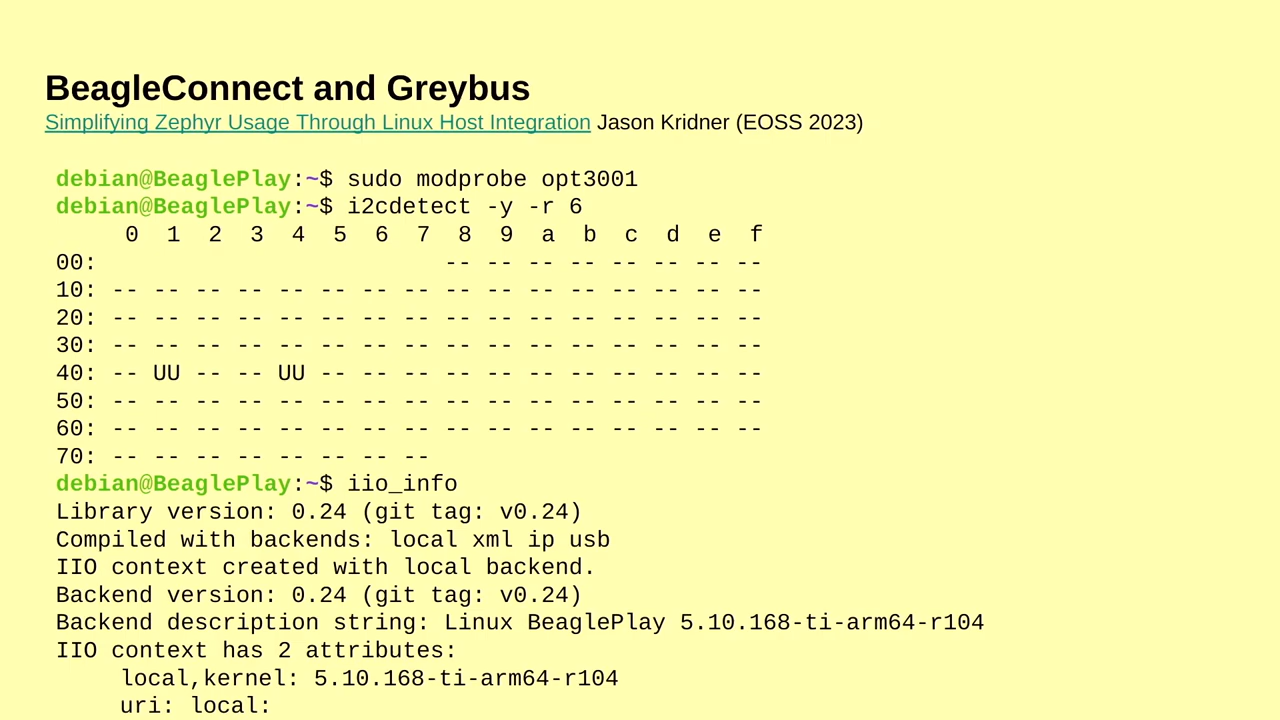 BeagleConnect and Greybus
Simplifying Zephyr Usage Through Linux Host Integration Jason Kridner (EOSS 2023)
debian@BeaglePlay:~$ sudo modprobe opt3001
debian@BeaglePlay:~$ i2cdetect -y -r 6
     0  1  2  3  4  5  6  7  8  9  a  b  c  d  e  f
00:                         -- -- -- -- -- -- -- --
10: -- -- -- -- -- -- -- -- -- -- -- -- -- -- -- --
20: -- -- -- -- -- -- -- -- -- -- -- -- -- -- -- --
30: -- -- -- -- -- -- -- -- -- -- -- -- -- -- -- --
40: -- UU -- -- UU -- -- -- -- -- -- -- -- -- -- --
50: -- -- -- -- -- -- -- -- -- -- -- -- -- -- -- --
60: -- -- -- -- -- -- -- -- -- -- -- -- -- -- -- --
70: -- -- -- -- -- -- -- --
debian@BeaglePlay:~$ iio_info
Library version: 0.24 (git tag: v0.24)
Compiled with backends: local xml ip usb
IIO context created with local backend.
Backend version: 0.24 (git tag: v0.24)
Backend description string: Linux BeaglePlay 5.10.168-ti-arm64-r104
IIO context has 2 attributes:
local,kernel: 5.10.168-ti-arm64-r104
uri: local: